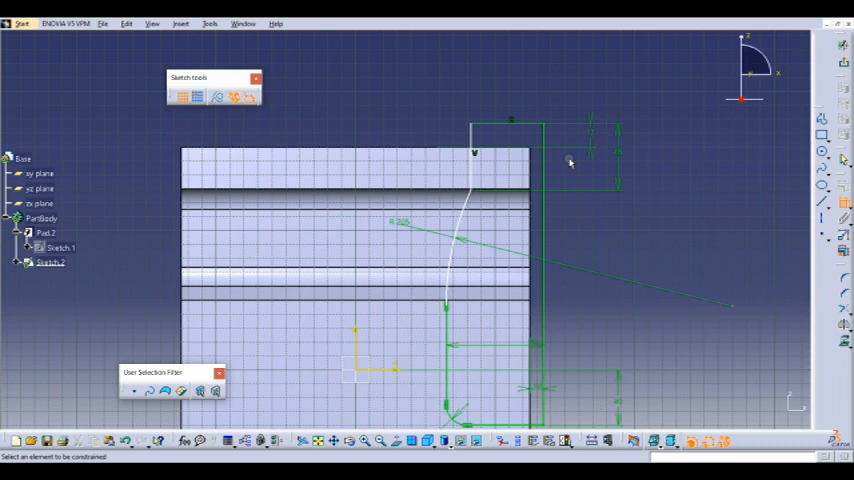 Start ENOVIA V5 VPM File Edit View Insert Tools Window Help
Sketch tools
z
x
y
Base
xy plane
yz plane
zx plane
PartBody
Pad.2
Sketch.1
Sketch.2
User Selection Filter
z
x
CATIA
Select an element to be constrained